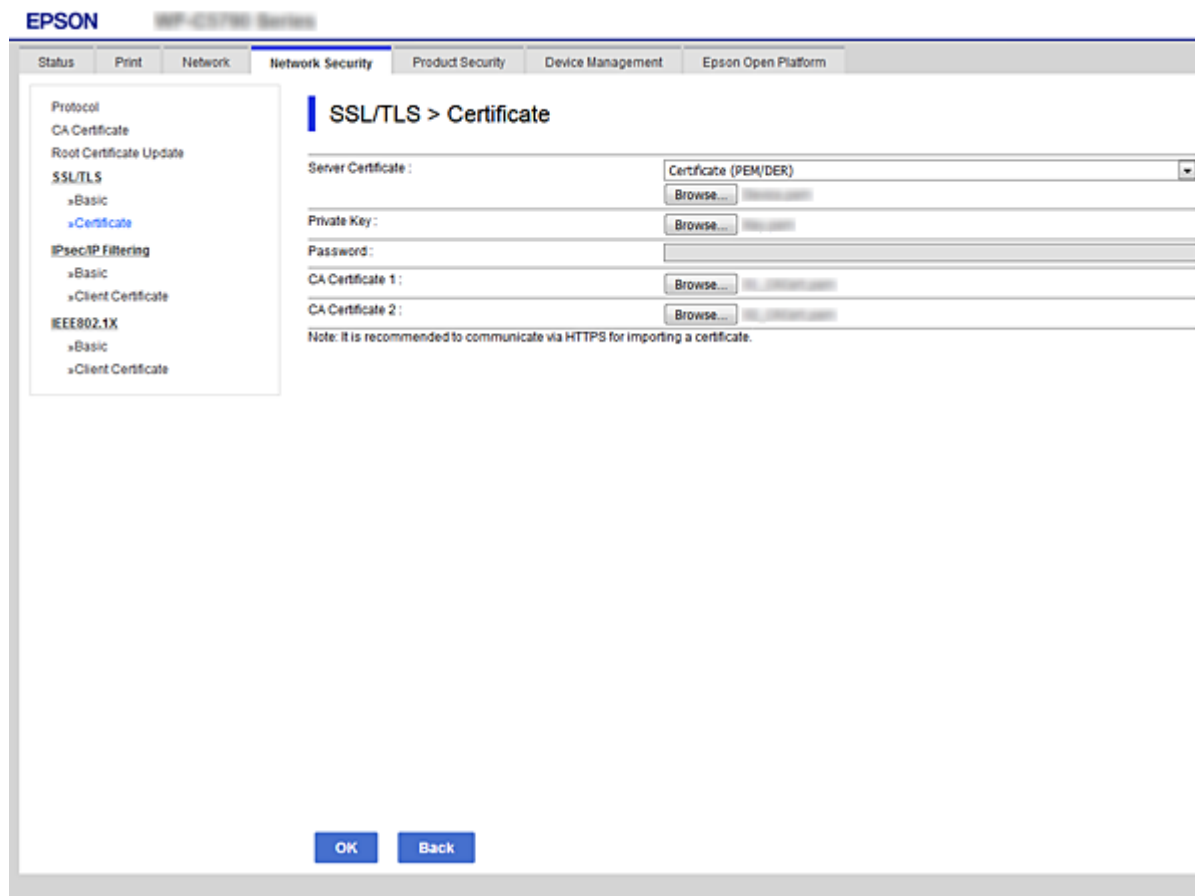 EPSON
Status Print Network Network Security Product Security Device Management Epson Open Platform
Protocol
CA Certificate
Root Certificate Update
SSL/TLS
»Basic
»Certificate
IPsec/IP Filtering
»Basic
»Client Certificate
IEEE802.1X
»Basic
»Client Certificate
SSL/TLS > Certificate
Server Certificate : Certificate (PEM/DER)
Browse...
Private Key : Browse...
Password :
CA Certificate 1 : Browse...
CA Certificate 2 : Browse...
Note: It is recommended to communicate via HTTPS for importing a certificate.
OK Back